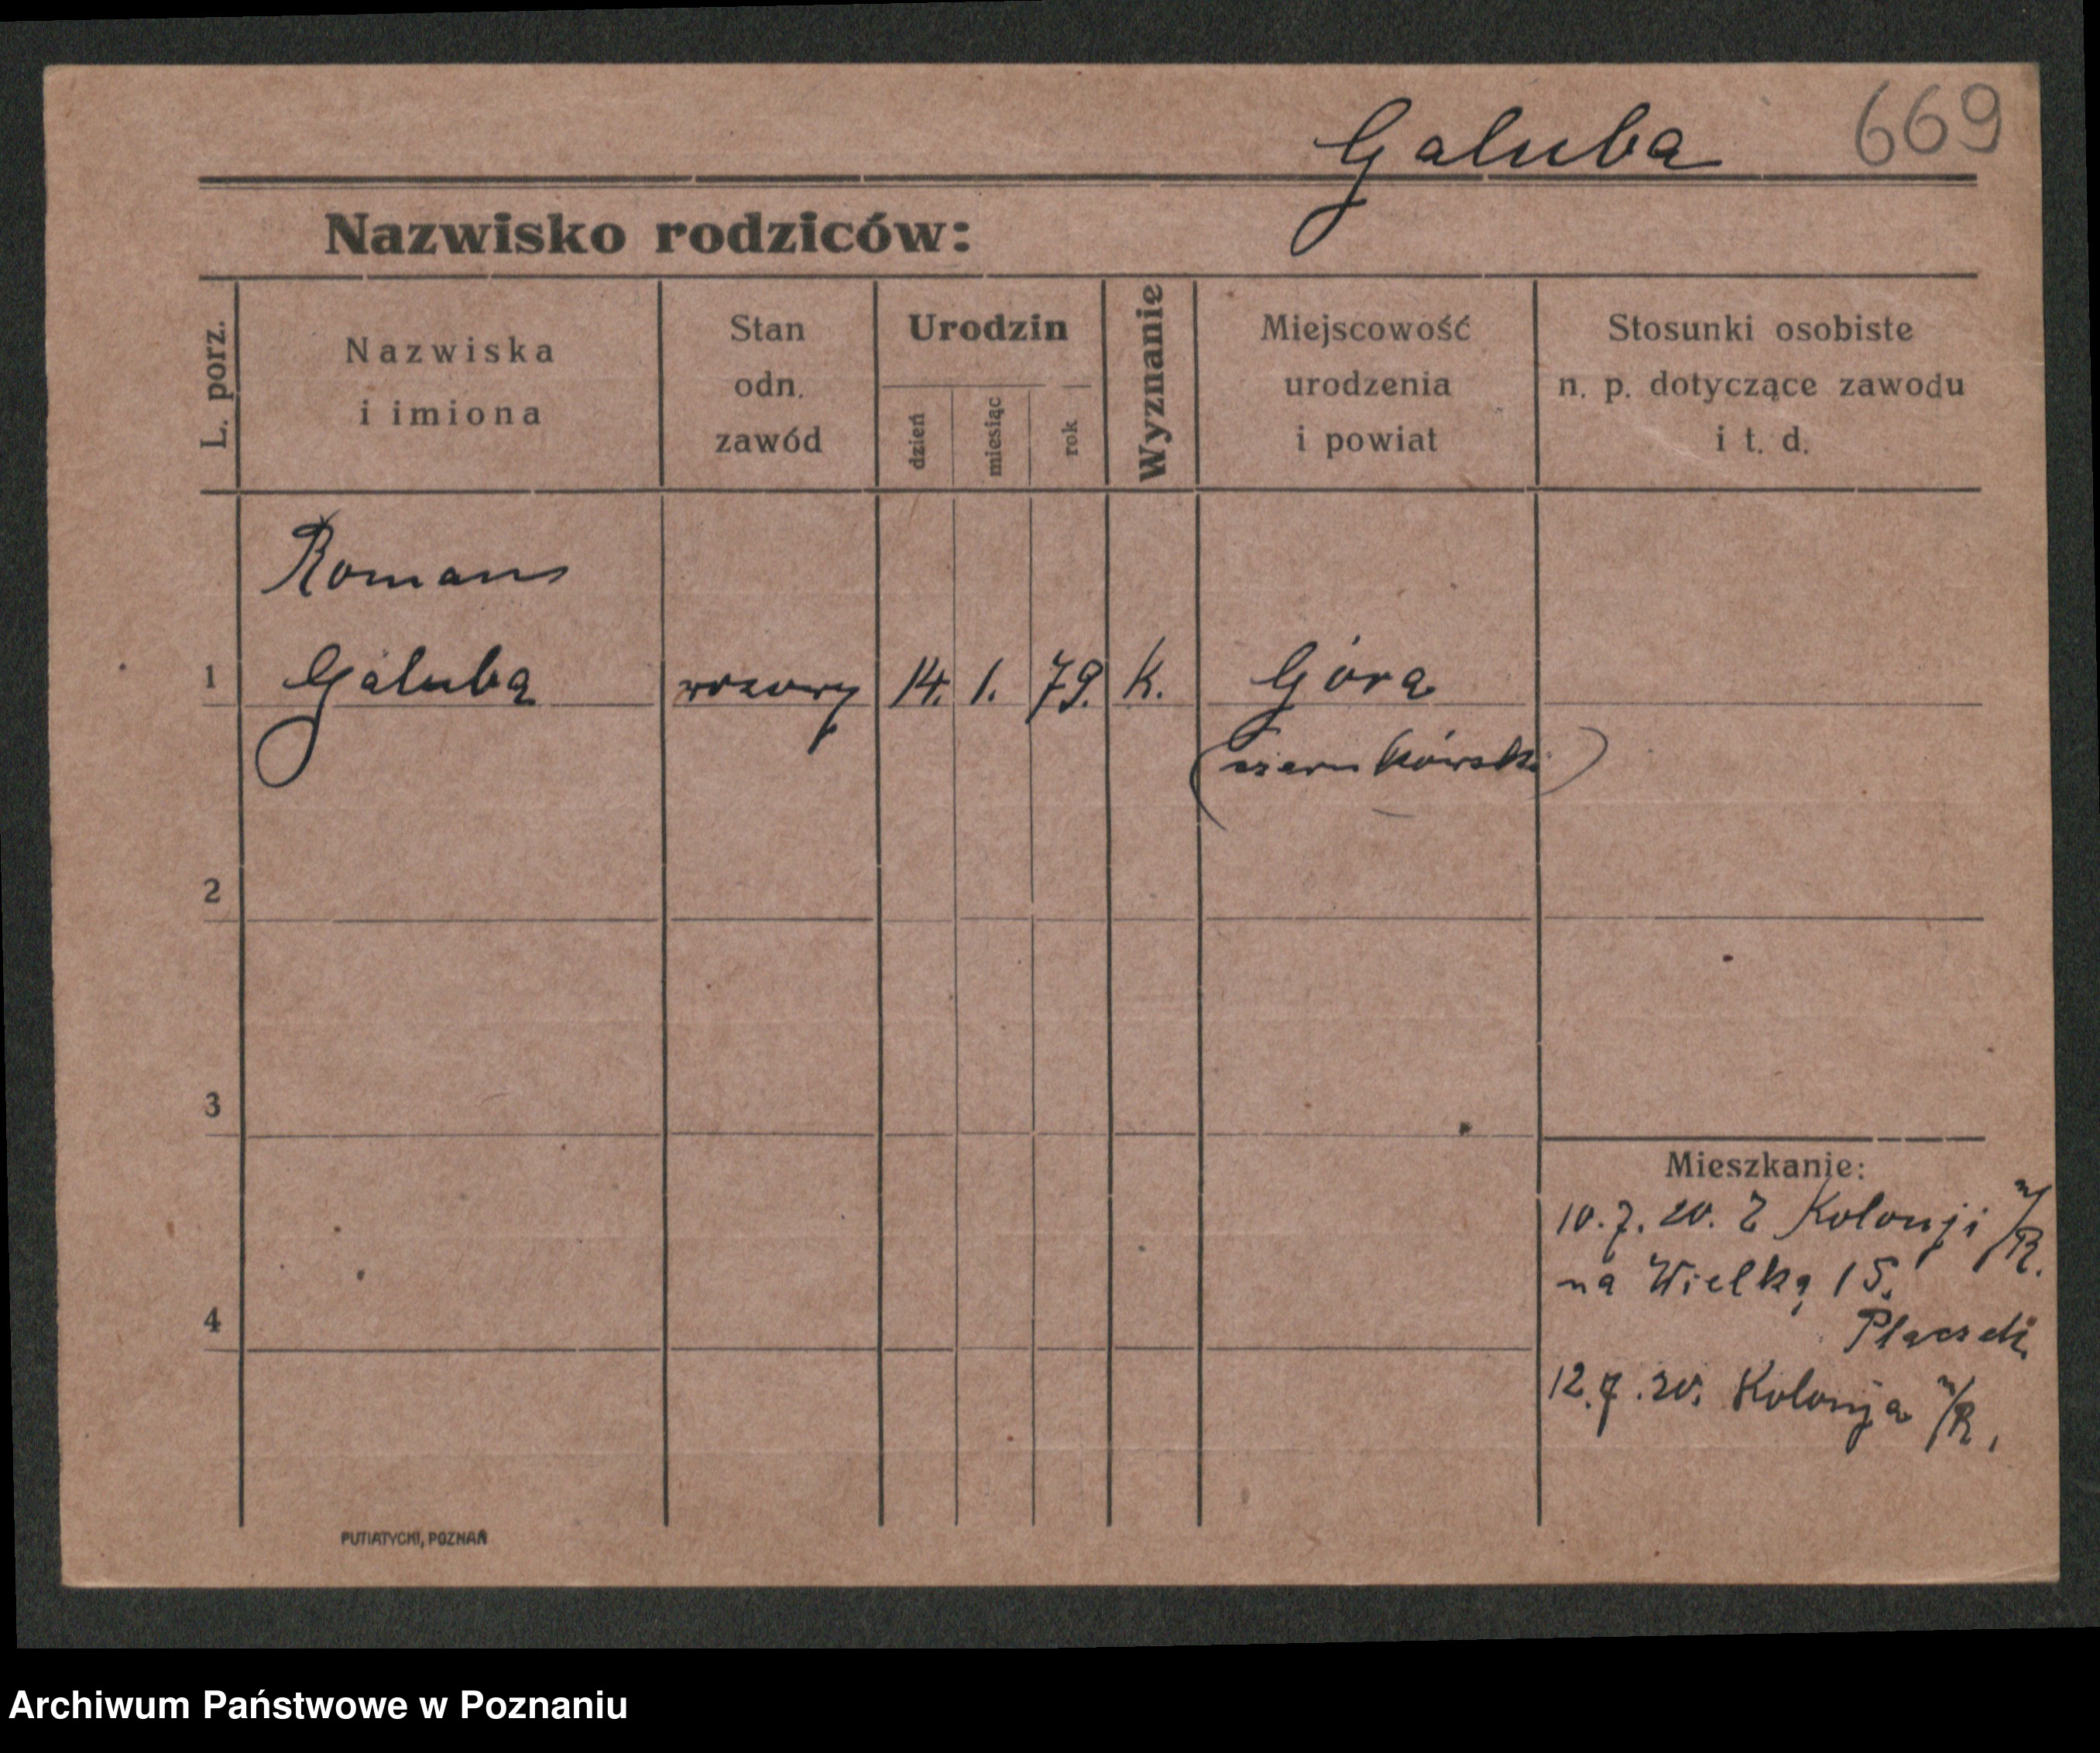 669
Galuba
Nazwisko rodziców:
L. porz.
Nazwiska
i imiona
Stan
odn.
zawód
Urodzin
dzień
miesiąc
rok
Wyznanie
Miejscowość
urodzenia
i powiat
Stosunki osobiste
n. p. dotyczące zawodu
i t. d.
Roman
1 Galuba wozowy 14. 1. 79. K. Góra
(czarnkówski)
2
3
4
Mieszkanie:
10.7.20. Z Kolonji n/R.
na Wielką 15.
12.7.20. Kolonja n/R.
PUTIATYCKI, POZNAŃ
Archiwum Państwowe w Poznaniu